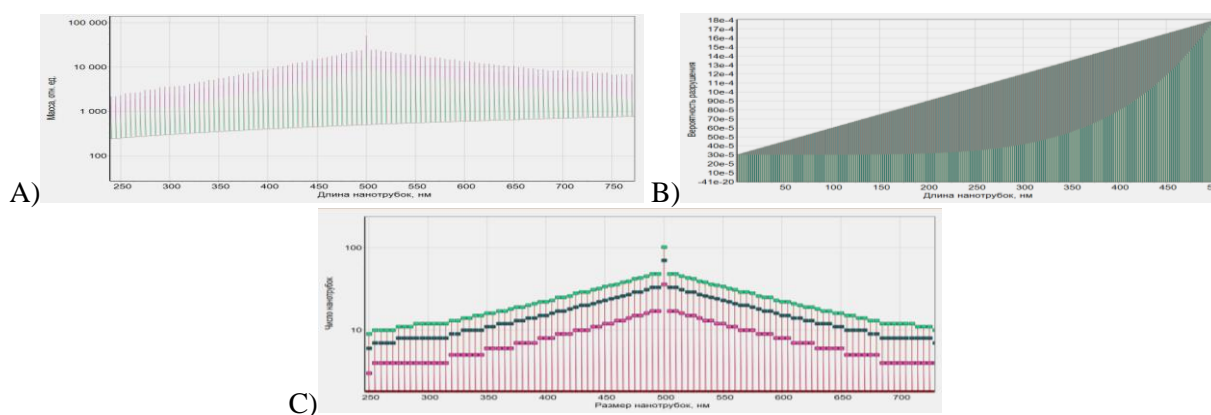 A)
Масса, отн. ед
100 000
10 000
1 000
100
250 300 350 400 450 500 550 600 650 700 750
Длина нанотрубок, нм
B)
Вероятность разрушения
18e-4
17e-4
16e-4
15e-4
14e-4
13e-4
12e-4
11e-4
10e-4
90e-5
80e-5
70e-5
60e-5
50e-5
40e-5
30e-5
20e-5
10e-5
-41e-20
50 100 150 200 250 300 350 400 450
Длина нанотрубок, нм
C)
Число нанотрубок
100
10
250 300 350 400 450 500 550 600 650 700
Размер нанотрубок, нм